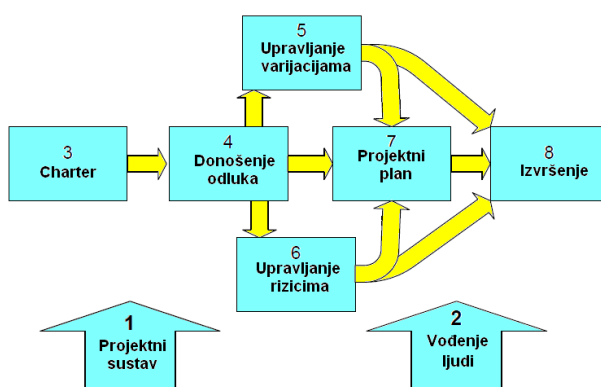 5
Upravljanje
varijacijama
3
Charter
4
Donošenje
odluka
7
Projektni
plan
8
Izvršenje
6
Upravljanje
rizicima
1
Projektni
sustav
2
Vođenje
ljudi